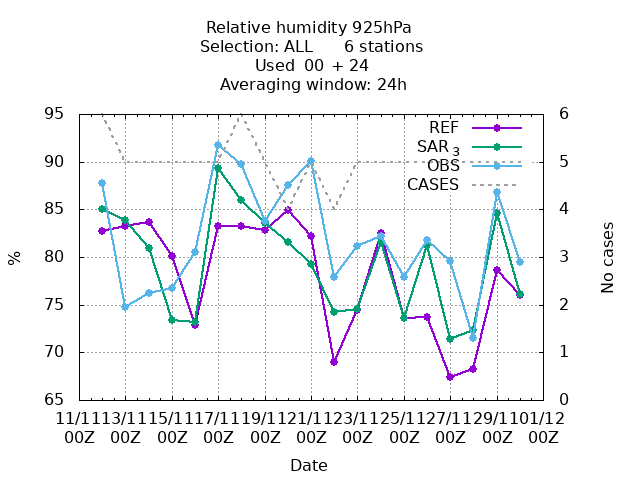 Relative humidity 925hPa
Selection: ALL 6 stations
Used 00 + 24
Averaging window: 24h
95 6
REF
SAR 3
90 5
OBS
CASES
85 4
80 3
% No cases
75 2
70 1
65 0
11/11 13/11 15/11 17/11 19/11 21/11 23/11 25/11 27/11 29/11 01/12
00Z 00Z 00Z 00Z 00Z 00Z 00Z 00Z 00Z 00Z 00Z
Date